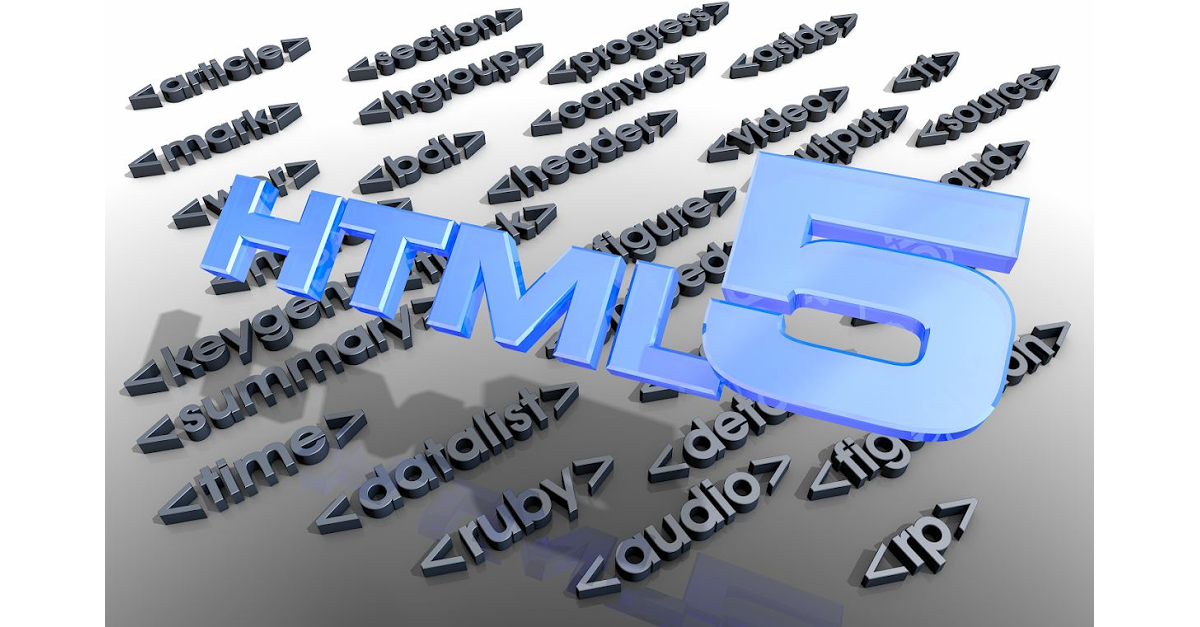 <article>
<section>
<progress>
<aside>
<rt>
<mark>
<hgroup>
<canvas>
<video>
<source>
<bdi>
<header>
figure>
HTML5
<keygen
<summary>
<time>
<datalist>
<ruby>
<audio>
<rp>